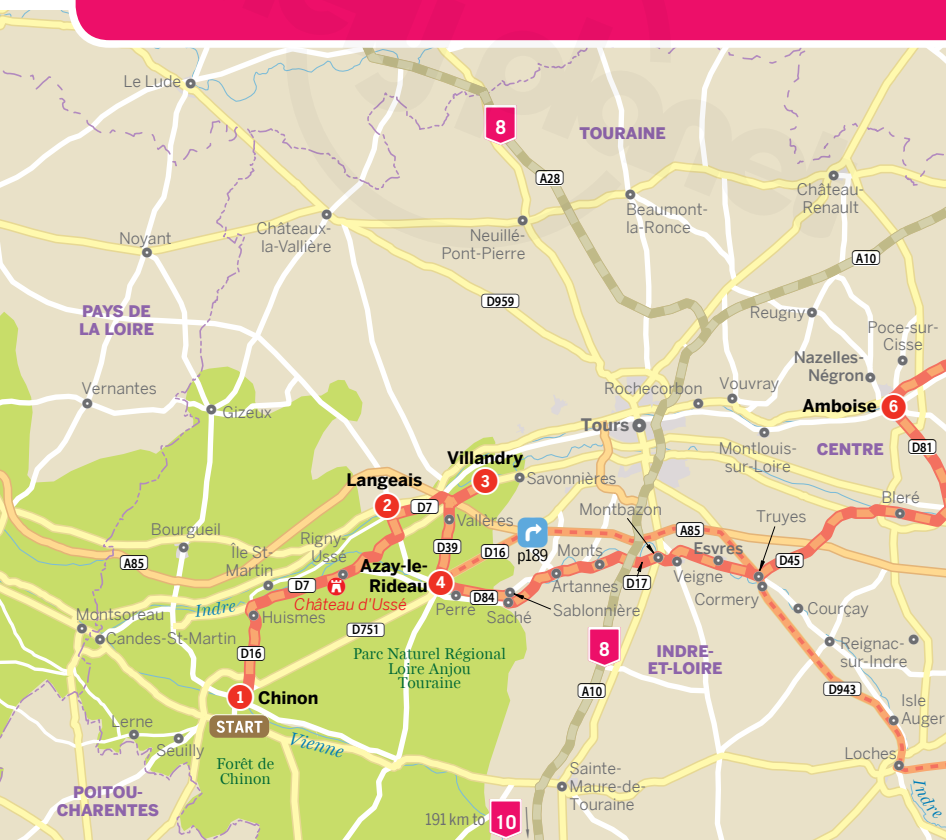 Le Lude
8
TOURAINE
A28
Château-
Renault
Beaumont-
la-Ronce
Châteaux-
la-Vallière
Neuillé-
Pont-Pierre
Noyant
A10
D959
PAYS DE
LA LOIRE
Reugny
Poce-sur-
Cisse
Nazelles-
Négron
Vernantes
Rochecorbon
Vouvray
Gizeux
Amboise
6
Tours
Montlouis-
sur-Loire
CENTRE
D81
Villandry
3
Savonnières
Langeais
2
D7
Bleré
Montbazon
Truyes
Vallères
p189
A85
Bourgueil
Rigny-
Ussé
Île St-
Martin
A85
D39
D16
Monts
Esvres
D45
Azay-le-
Rideau
4
D7
Château d'Ussé
Artannes
D17
Veigne
Cormery
Perre
D84
Saché
Sablonnière
Courçay
Indre
Huismes
Montsoreau
Candes-St-Martin
D751
D16
Parc Naturel Régional
Loire Anjou
Touraine
8
INDRE-
ET-LOIRE
Reignac-
sur-Indre
D943
A10
1
Chinon
START
Isle
Auger
Lerne
Seuilly
Vienne
Loches
Forêt de
Chinon
Sainte-
Maure-de-
Touraine
Indre
POITOU-
CHARENTES
191 km to
10